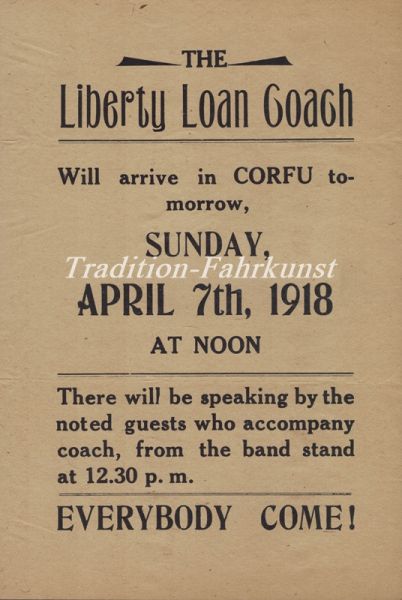 THE
Liberty Loan Coach
Will arrive in CORFU to-
morrow,
SUNDAY,
Tradition-Fahrkunst
APRIL 7th, 1918
AT NOON
There will be speaking by the
noted guests who accompany
coach, from the band stand
at 12.30 p. m.
EVERYBODY COME!